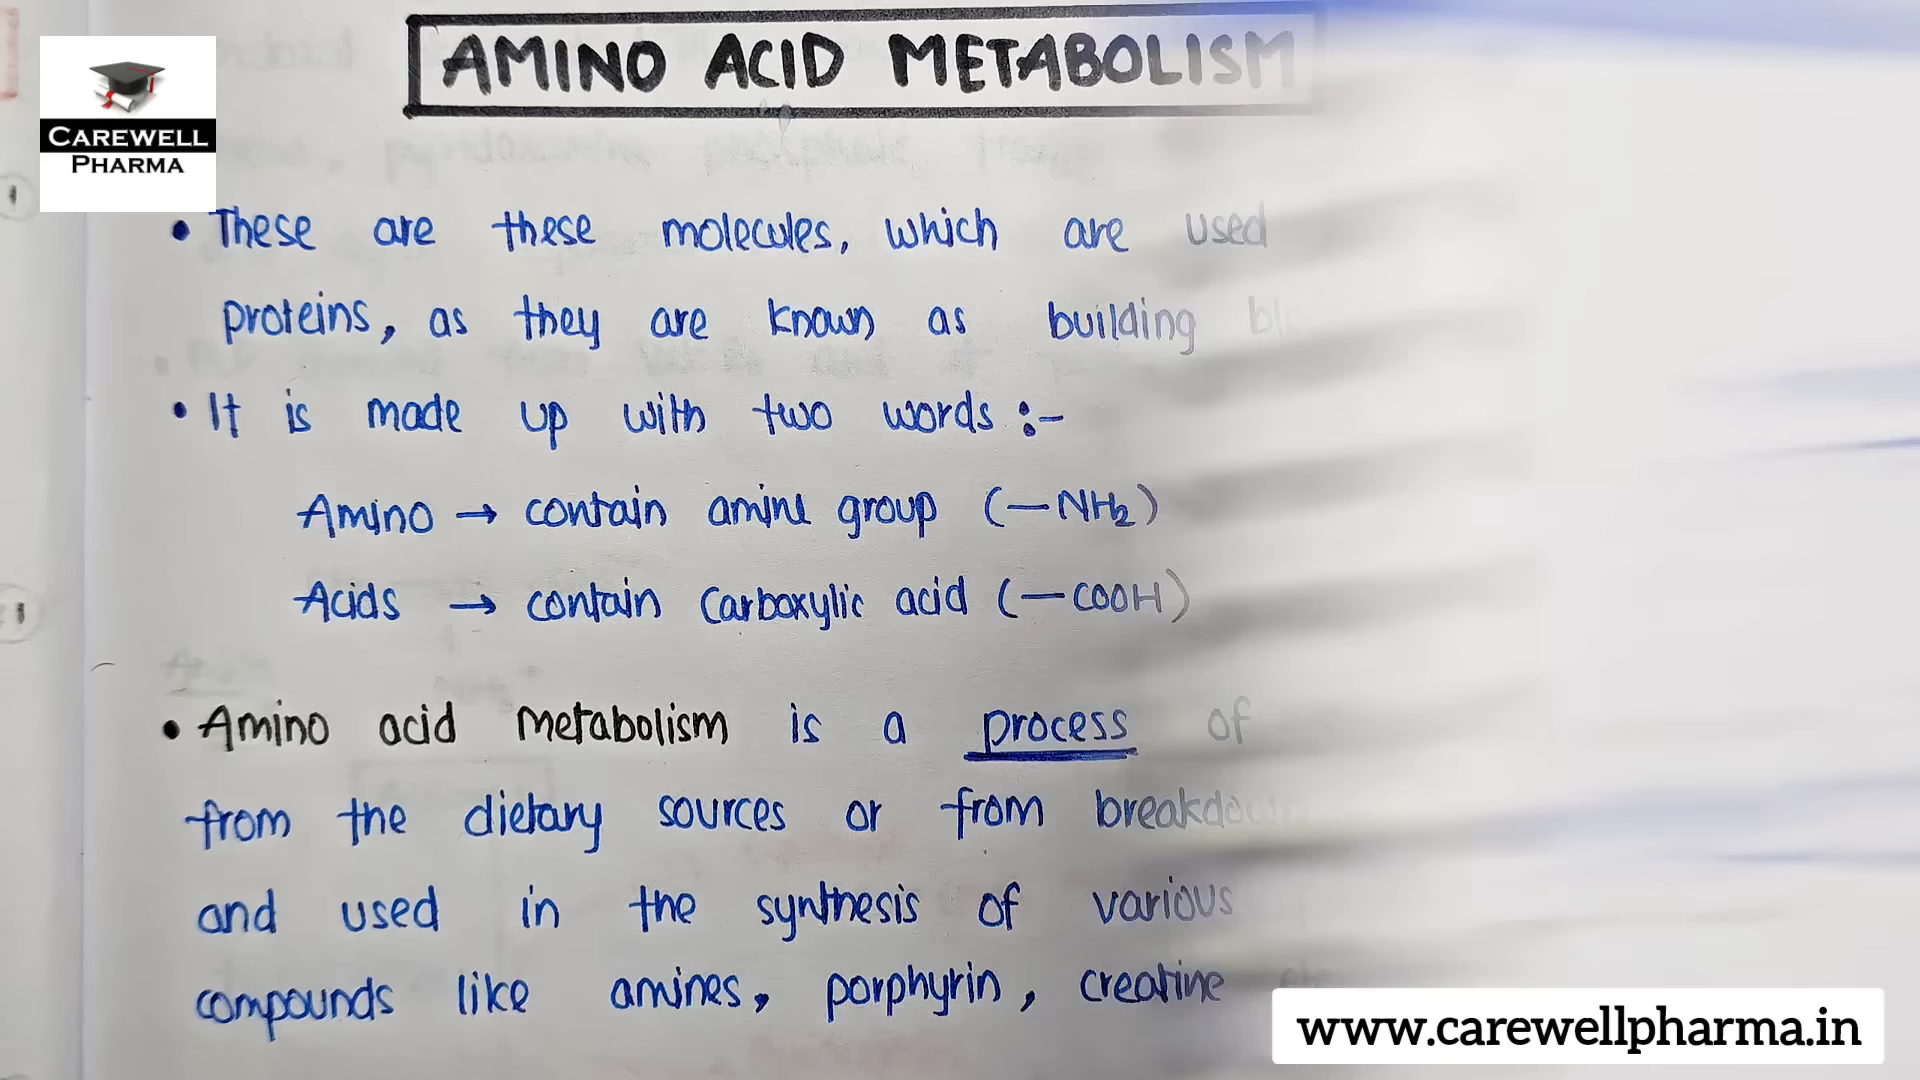 AMINO ACID METABOLISM
CAREWELL
PHARMA
• These are these molecules, which are used
proteins, as they are known as building
• It is made up with two words :-
Amino → contain amine group (-NH₂)
Acids → contain Carboxylic acid (-COOH)
• Amino acid metabolism is a process of
from the dietary sources or from breakdown
and used in the synthesis of various
compounds like amines, porphyrin, creatine
www.carewellpharma.in